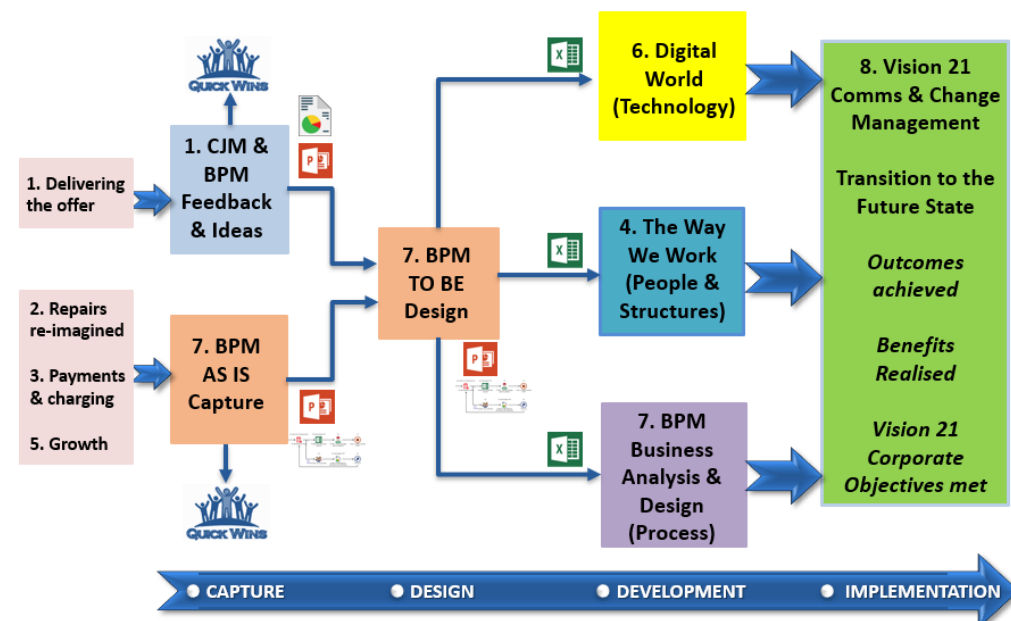 QUICK WINS
1. Delivering
the offer
1. CJM &
BPM
Feedback
& Ideas
P
2. Repairs
re-imagined
3. Payments
& charging
5. Growth
7. BPM
AS IS
Capture
P
QUICK WINS
7. BPM
TO BE
Design
P
X
6. Digital
World
(Technology)
X
4. The Way
We Work
(People &
Structures)
X
7. BPM
Business
Analysis &
Design
(Process)
8. Vision 21
Comms & Change
Management
Transition to the
Future State
Outcomes
achieved
Benefits
Realised
Vision 21
Corporate
Objectives met
CAPTURE
DESIGN
DEVELOPMENT
IMPLEMENTATION